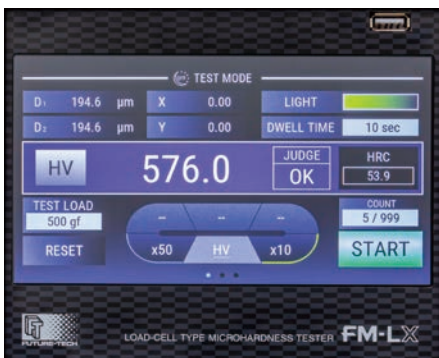 TEST MODE
D₁ 194.6 µm X 0.00 LIGHT
D₂ 194.6 µm Y 0.00 DWELL TIME 10 sec
HV 576.0 JUDGE OK HRC 53.9
TEST LOAD 500 gf -- -- -- COUNT 5 / 999
RESET x50 HV x10 START
FT
FUTURE-TECH
LOAD-CELL TYPE MICROHARDNESS TESTER FM-LX